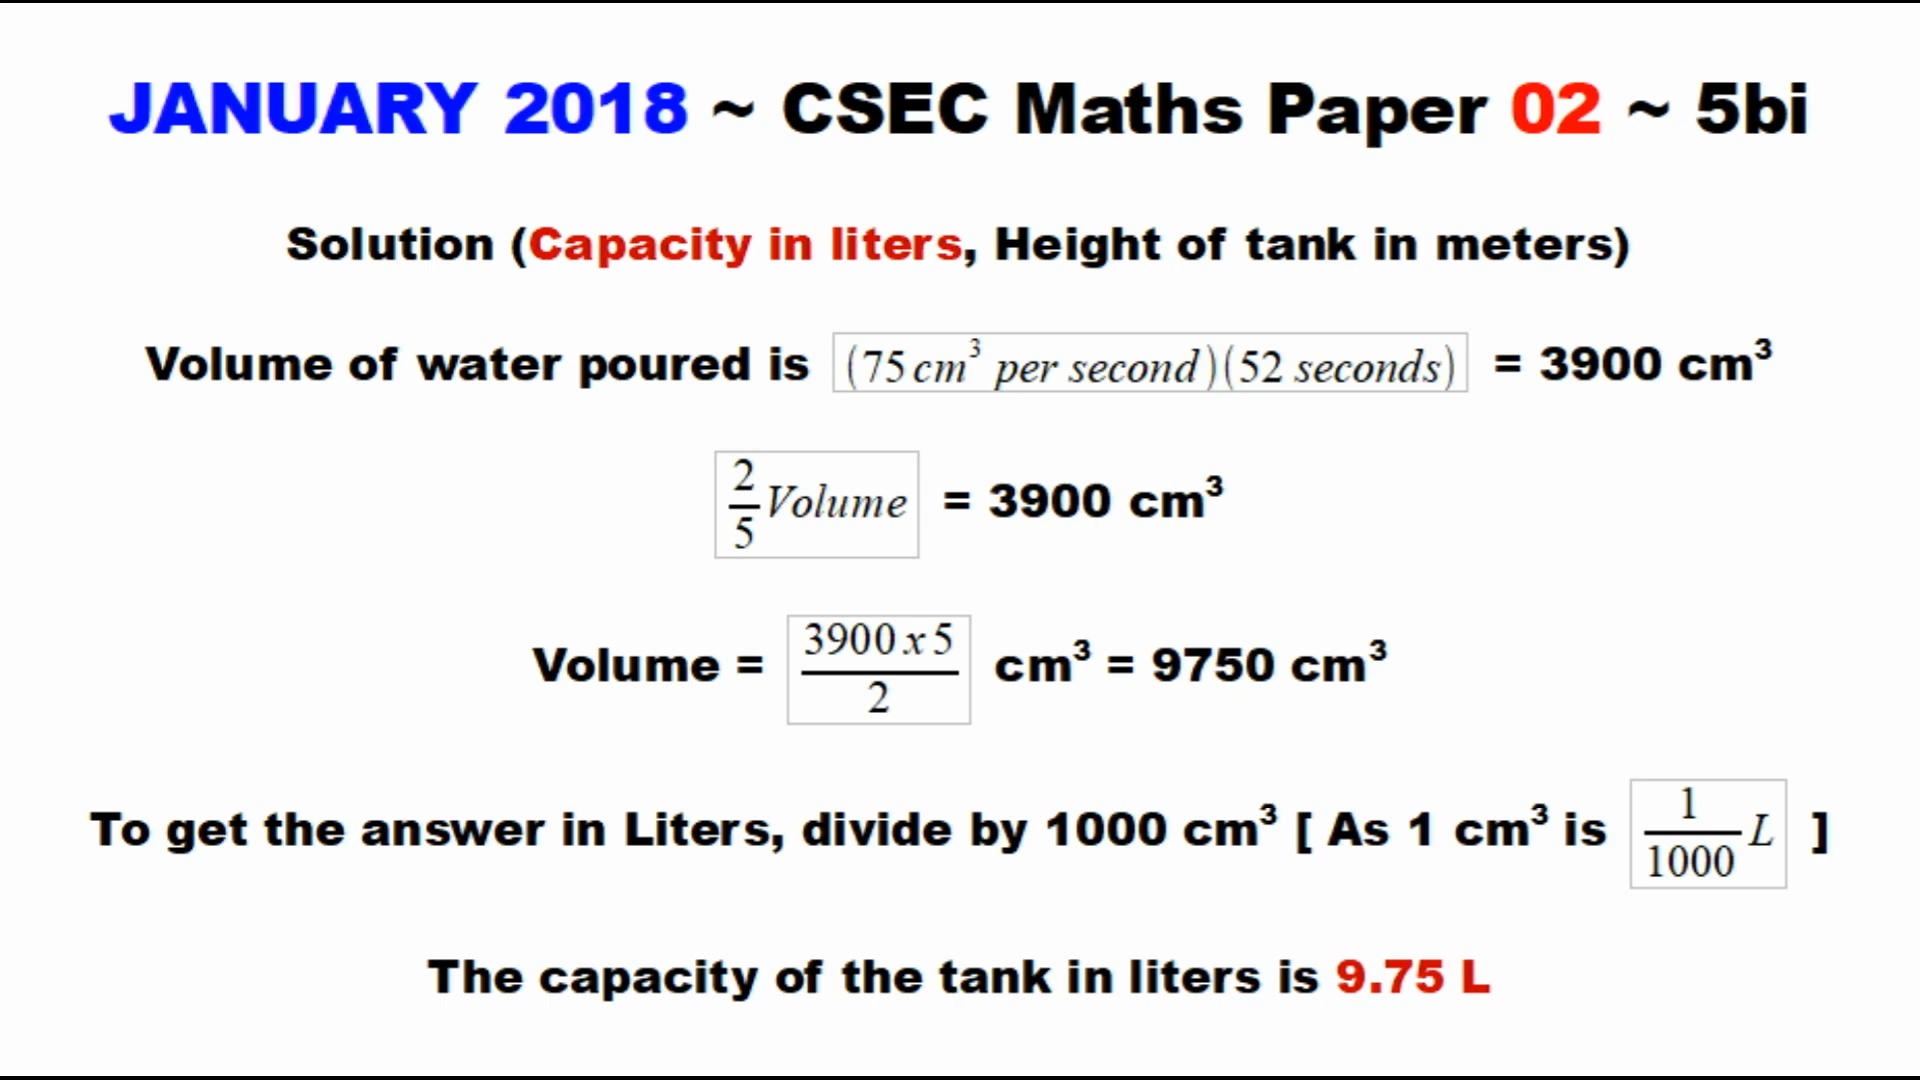 JANUARY 2018 ~ CSEC Maths Paper 02 ~ 5bi
Solution (Capacity in liters, Height of tank in meters)
Volume of water poured is (75 cm³ per second)(52 seconds) = 3900 cm³
2/5 Volume = 3900 cm³
Volume = 3900 x 5 / 2 cm³ = 9750 cm³
To get the answer in Liters, divide by 1000 cm³ [ As 1 cm³ is 1/1000 L ]
The capacity of the tank in liters is 9.75 L